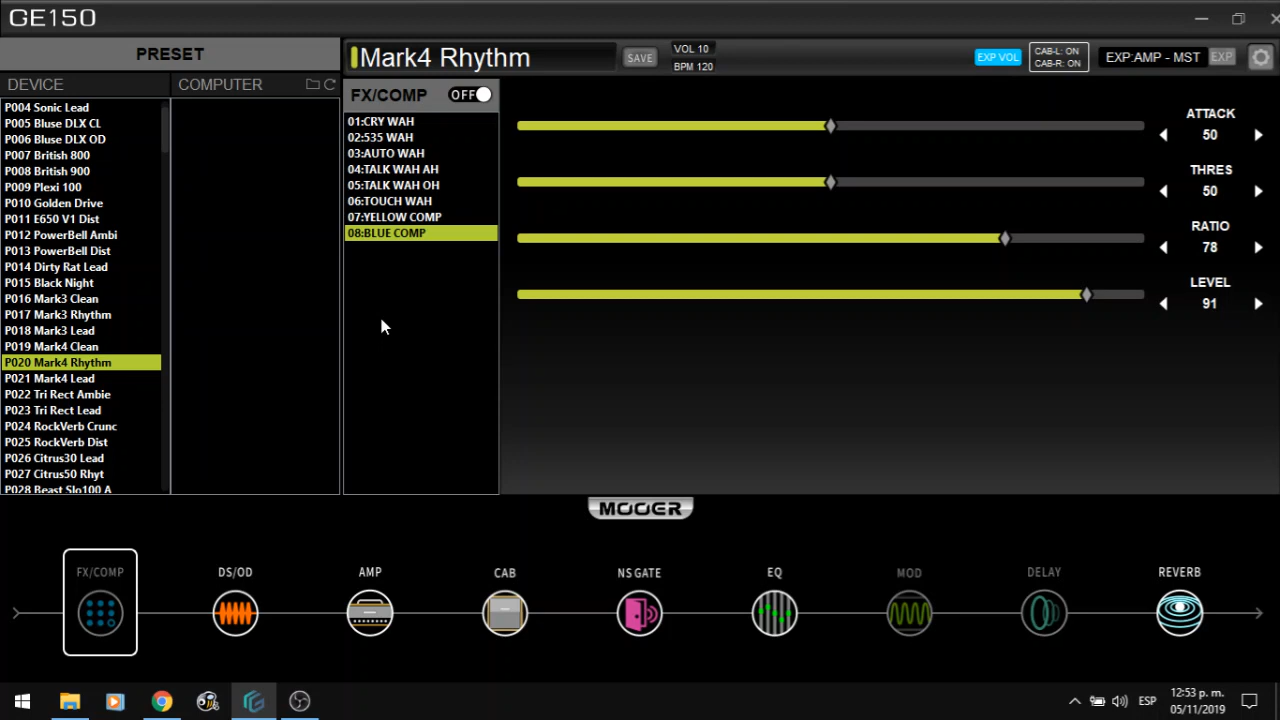 GE150
PRESET
DEVICE
COMPUTER
P004 Sonic Lead
P005 Bluse DLX CL
P006 Bluse DLX OD
P007 British 800
P008 British 900
P009 Plexi 100
P010 Golden Drive
P011 E650 V1 Dist
P012 PowerBell Ambi
P013 PowerBell Dist
P014 Dirty Rat Lead
P015 Black Night
P016 Mark3 Clean
P017 Mark3 Rhythm
P018 Mark3 Lead
P019 Mark4 Clean
P020 Mark4 Rhythm
P021 Mark4 Lead
P022 Tri Rect Ambie
P023 Tri Rect Lead
P024 RockVerb Crunc
P025 RockVerb Dist
P026 Citrus30 Lead
P027 Citrus50 Rhyt
P028 Beast Slo100 A
Mark4 Rhythm
SAVE
VOL 10
BPM 120
EXP VOL
CAB-L: ON
CAB-R: ON
EXP:AMP - MST
EXP
FX/COMP
OFF
01:CRY WAH
02:535 WAH
03:AUTO WAH
04:TALK WAH AH
05:TALK WAH OH
06:TOUCH WAH
07:YELLOW COMP
08:BLUE COMP
ATTACK
50
THRES
50
RATIO
78
LEVEL
91
MOOER
FX/COMP
DS/OD
AMP
CAB
NS GATE
EQ
MOD
DELAY
REVERB
ESP
12:53 p. m.
05/11/2019